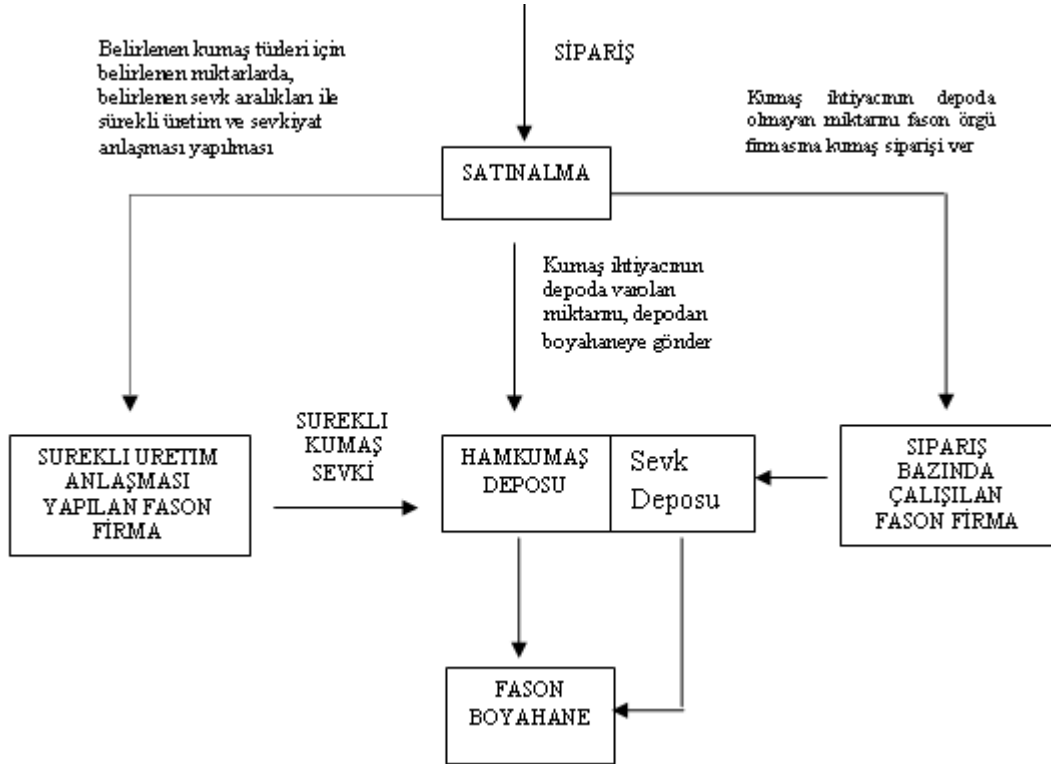 Belirlenen kumaş türleri için
belirlenen miktarlarda,
belirlenen sevk aralıkları ile
sürekli üretim ve sevkiyat
anlaşması yapılması
SİPARİŞ
Kumaş ihtiyacının depoda
olmayan miktarını fason örgü
firmasına kumaş siparişi ver
SATINALMA
Kumaş ihtiyacının
depoda varolan
miktarını, depodan
boyahaneye gönder
SUREKLI
KUMAŞ
SEVKİ
SUREKLI URETIM
ANLAŞMASI
YAPILAN FASON
FİRMA
HAMKUMAŞ
DEPOSU
Sevk
Deposu
SIPARIŞ
BAZINDA
ÇALIŞILAN
FASON FİRMA
FASON
BOYAHANE